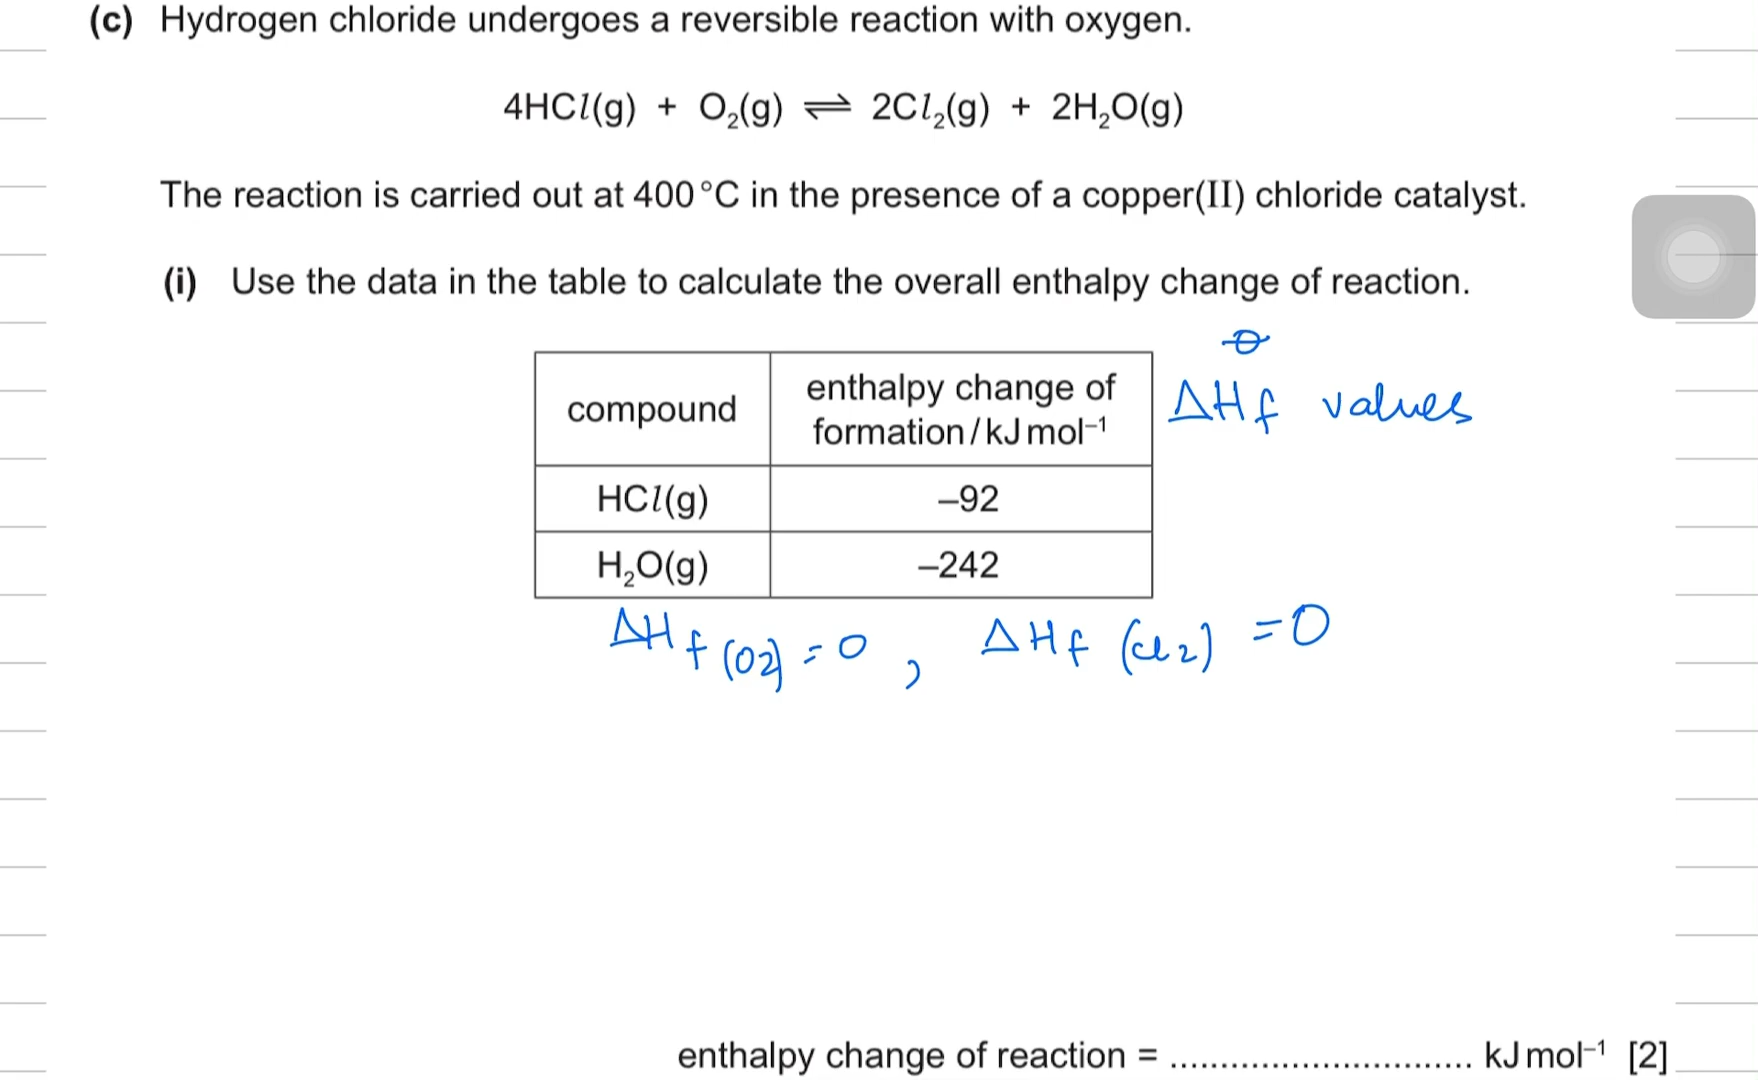 (c) Hydrogen chloride undergoes a reversible reaction with oxygen.
4HCl(g) + O₂(g) ⇌ 2Cl₂(g) + 2H₂O(g)
The reaction is carried out at 400 °C in the presence of a copper(II) chloride catalyst.
(i) Use the data in the table to calculate the overall enthalpy change of reaction.
compound
enthalpy change of
formation / kJ mol⁻¹
⊖
ΔHf values
HCl(g) –92
H₂O(g) –242
ΔHf (O2) = 0 , ΔHf (Cl2) = 0
enthalpy change of reaction = .............................. kJ mol⁻¹ [2]